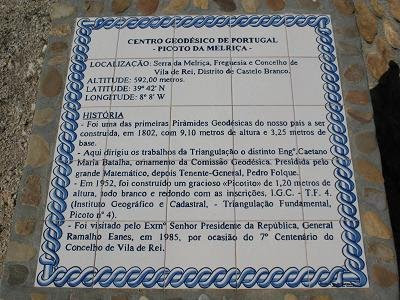 CENTRO GEODÉSICO DE PORTUGAL
- PICOTO DA MELRIÇA -
LOCALIZAÇÃO: Serra da Melriça, Freguesia e Concelho de
Vila de Rei, Distrito de Castelo Branco.
ALTITUDE: 592,00 metros.
LATITUDE: 39º 42' N
LONGITUDE: 8º 8' W
HISTÓRIA
- Foi uma das primeiras Pirâmides Geodésicas do nosso país a ser
construída, em 1802, com 9,10 metros de altura e 3,25 metros de
base.
- Aqui dirigiu os trabalhos da Triangulação o distinto Engº.Caetano
Maria Batalha, ornamento da Comissão Geodésica. Presidida pelo
grande Matemático, depois Tenente-General, Pedro Folque.
- Em 1952, foi construído um gracioso «Picotito» de 1,20 metros de
altura, todo branco e redondo com as inscrições, I.G.C. - T.F. 4.
(Instituto Geográfico e Cadastral, - Triangulação Fundamental,
Picoto nº 4).
- Foi visitado pelo Exmº Senhor Presidente da República, General
Ramalho Eanes, em 1985, por ocasião do 7º Centenário do
Concelho de Vila de Rei.